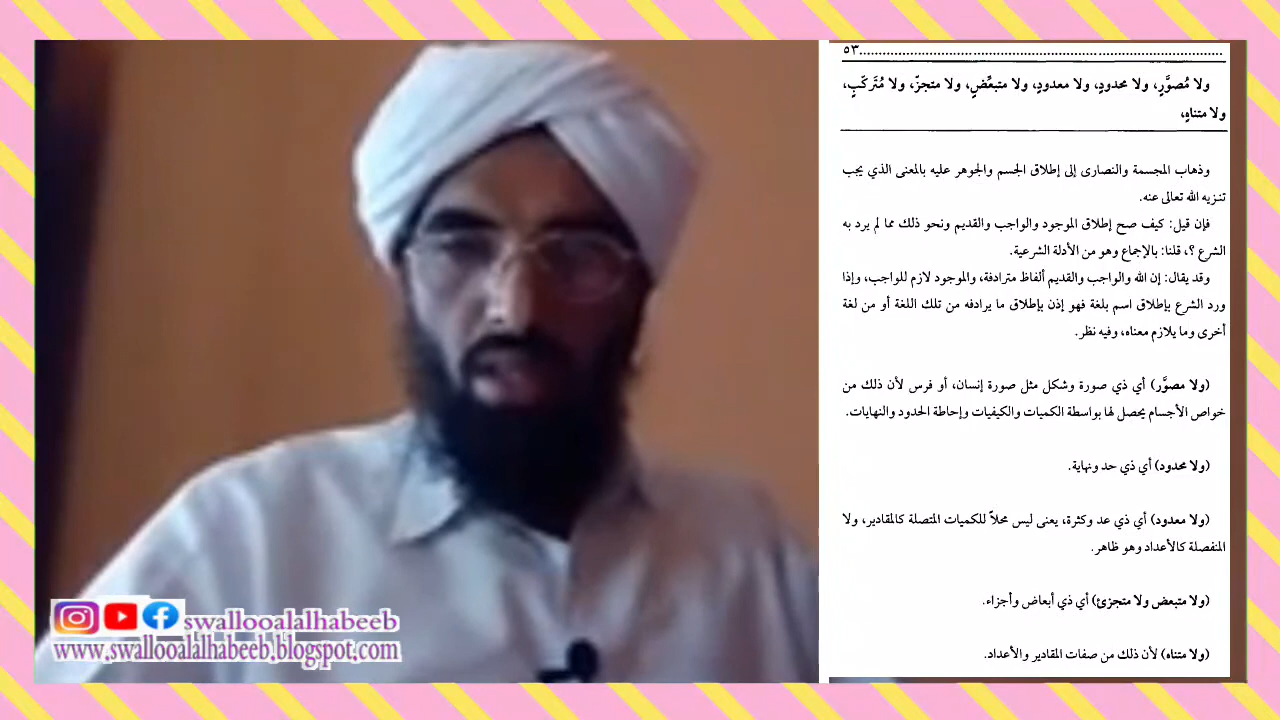 ٥٣
ولا مُصوَّرٍ، ولا محدودٍ، ولا معدودٍ، ولا متبعِّضٍ، ولا متجزّ، ولا مُتَركّبٍ،
ولا متناهٍ،
وذهاب المجسمة والنصارى إلى إطلاق الجسم والجوهر عليه بالمعنى الذي يجب
تنزيه الله تعالى عنه.
فإن قيل: كيف صح إطلاق الموجود والواجب والقديم ونحو ذلك مما لم يرد به
الشرع ؟، قلنا: بالإجماع وهو من الأدلة الشرعية.
وقد يقال: إن الله والواجب والقديم ألفاظ مترادفة، والموجود لازم للواجب، وإذا
ورد الشرع بإطلاق اسم بلغة فهو إذن بإطلاق ما يرادفه من تلك اللغة أو من لغة
أخرى وما يلازم معناه، وفيه نظر.
(ولا مصوَّر) أي ذي صورة وشكل مثل صورة إنسان، أو فرس لأن ذلك من
خواص الأجسام يحصل لها بواسطة الكميات والكيفيات وإحاطة الحدود والنهايات.
(ولا محدود) أي ذي حد ونهاية.
(ولا معدود) أي ذي عد وكثرة، يعنى ليس محلاً للكميات المتصلة كالمقادير، ولا
المنفصلة كالأعداد وهو ظاهر.
(ولا متبعض ولا متجزئ) أي ذي أبعاض وأجزاء.
(ولا متناه) لأن ذلك من صفات المقادير والأعداد.
swallooalalhabeeb
www.swallooalalhabeeb.blogspot.com